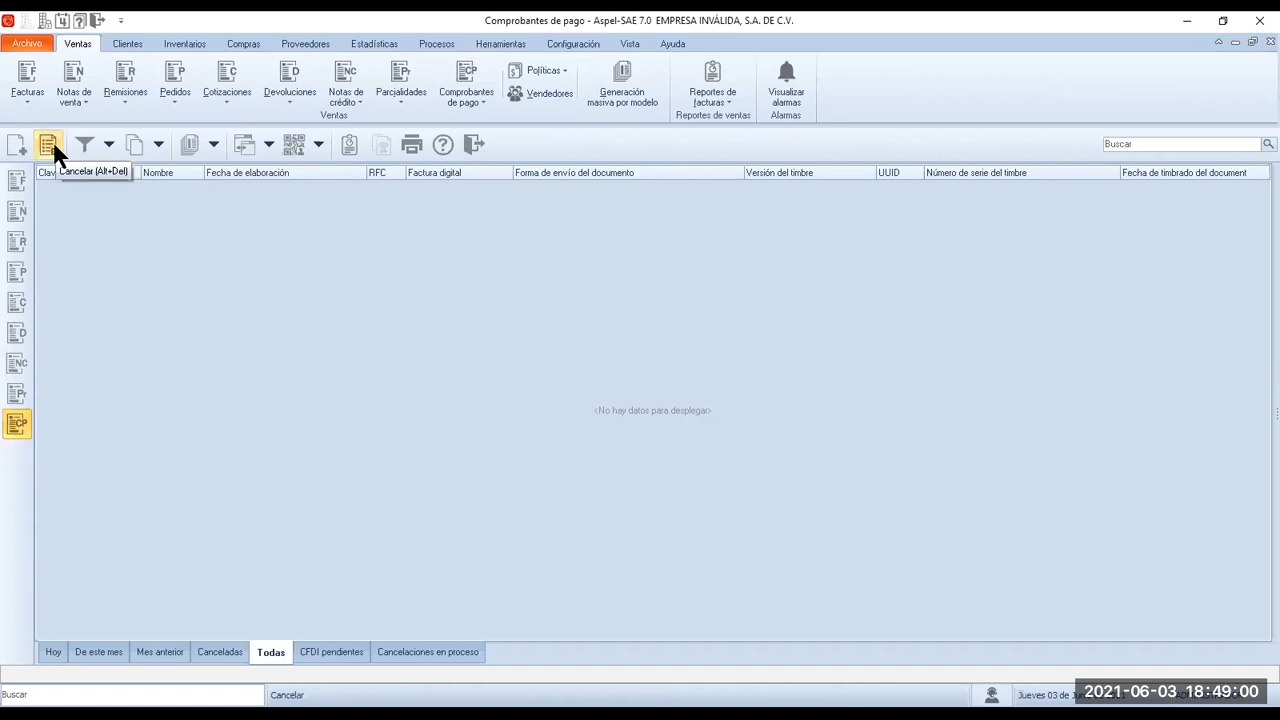 Comprobantes de pago - Aspel-SAE 7.0 EMPRESA INVÁLIDA, S.A. DE C.V.
Archivo Ventas Clientes Inventarios Compras Proveedores Estadísticas Procesos Herramientas Configuración Vista Ayuda
Facturas
Notas de venta
Remisiones
Pedidos
Cotizaciones
Devoluciones
Notas de crédito
Parcialidades
Comprobantes de pago
Políticas
Vendedores
Generación masiva por modelo
Reportes de facturas
Visualizar alarmas
Ventas Reportes de ventas Alarmas
Buscar
Cancelar (Alt+Del)
Clav Nombre Fecha de elaboración RFC Factura digital Forma de envío del documento Versión del timbre UUID Número de serie del timbre Fecha de timbrado del document
<No hay datos para desplegar>
Hoy De este mes Mes anterior Canceladas Todas CFDI pendientes Cancelaciones en proceso
Buscar Cancelar Jueves 03 de
2021-06-03 18:49:00